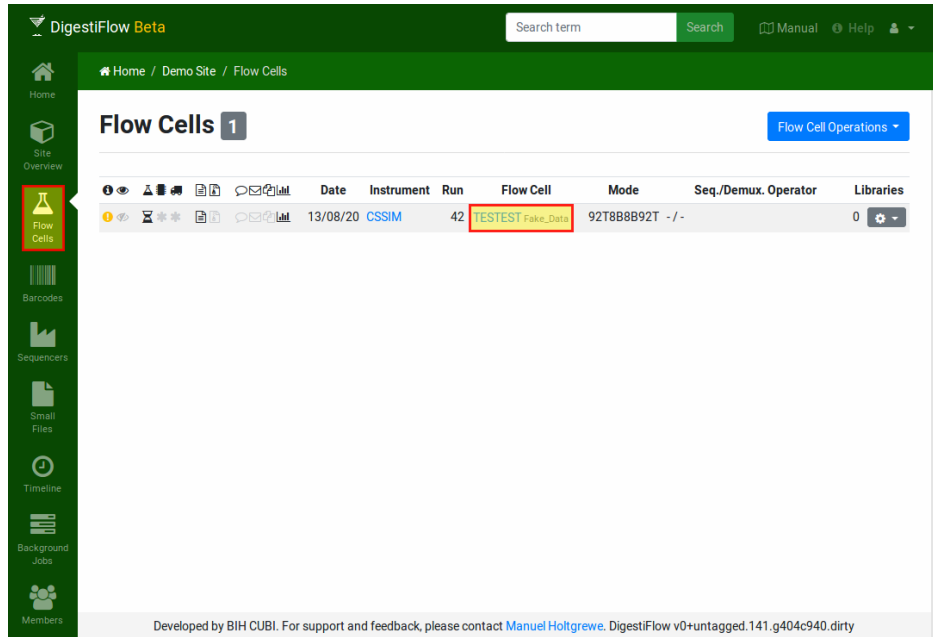 DigestiFlow Beta
Search term
Search
Manual
Help
Home / Demo Site / Flow Cells
Home
Site
Overview
Flow
Cells
Barcodes
Sequencers
Small
Files
Timeline
Background
Jobs
Members
Flow Cells 1
Flow Cell Operations
Date Instrument Run Flow Cell Mode Seq./Demux. Operator Libraries
13/08/20 CSSIM 42 TESTEST Fake_Data 92T8B8B92T -/- 0
Developed by BIH CUBI. For support and feedback, please contact Manuel Holtgrewe. DigestiFlow v0+untagged.141.g404c940.dirty